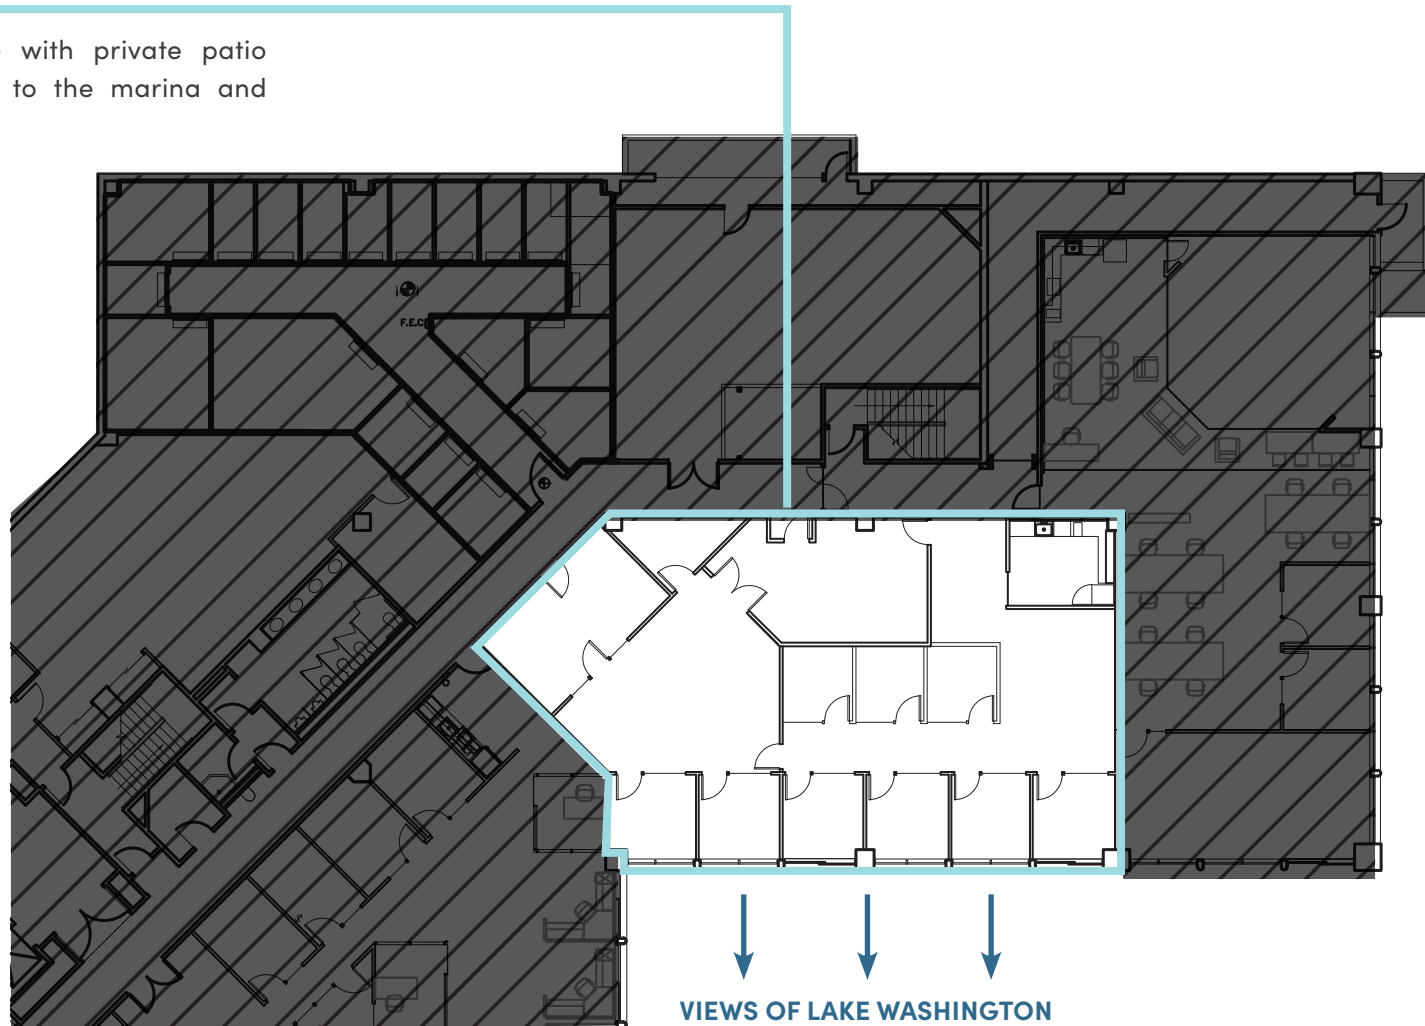 with private patio
to the marina and
F.E.C
VIEWS OF LAKE WASHINGTON